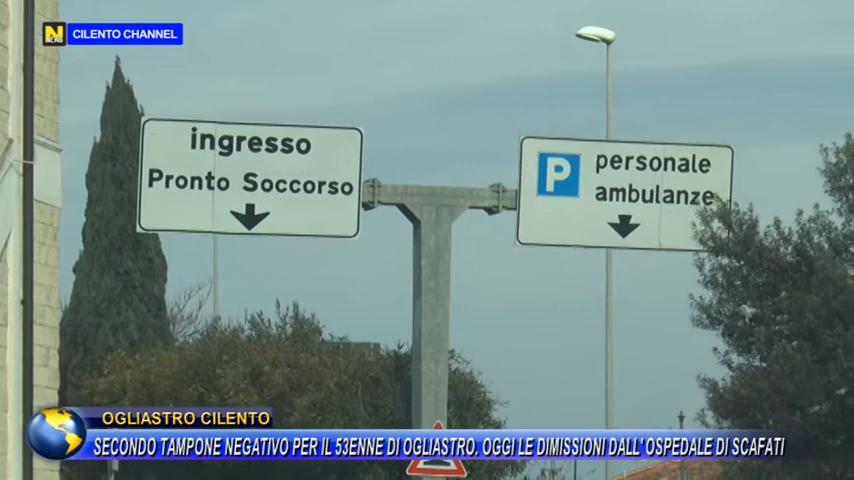 N
NEWS
CILENTO CHANNEL
ingresso
Pronto Soccorso
P
personale
ambulanze
OGLIASTRO CILENTO
SECONDO TAMPONE NEGATIVO PER IL 53ENNE DI OGLIASTRO, OGGI LE DIMISSIONI DALL'OSPEDALE DI SCAFATI